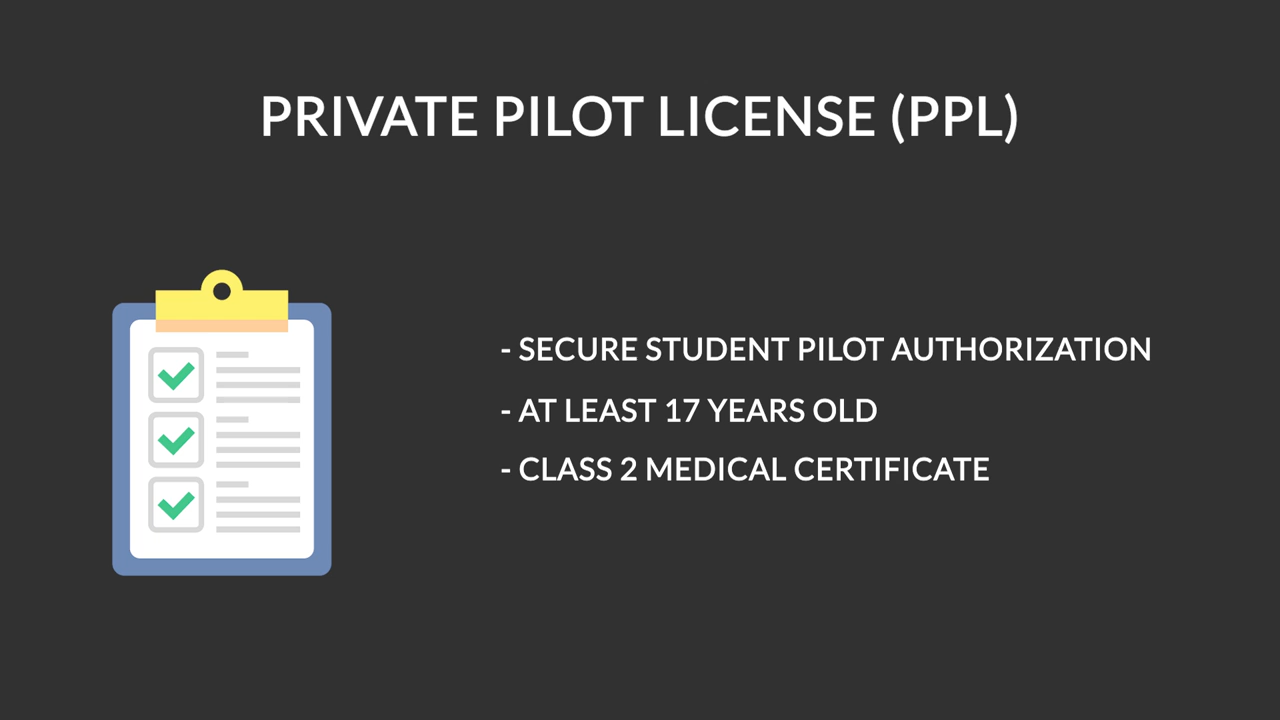 PRIVATE PILOT LICENSE (PPL)
- SECURE STUDENT PILOT AUTHORIZATION
- AT LEAST 17 YEARS OLD
- CLASS 2 MEDICAL CERTIFICATE